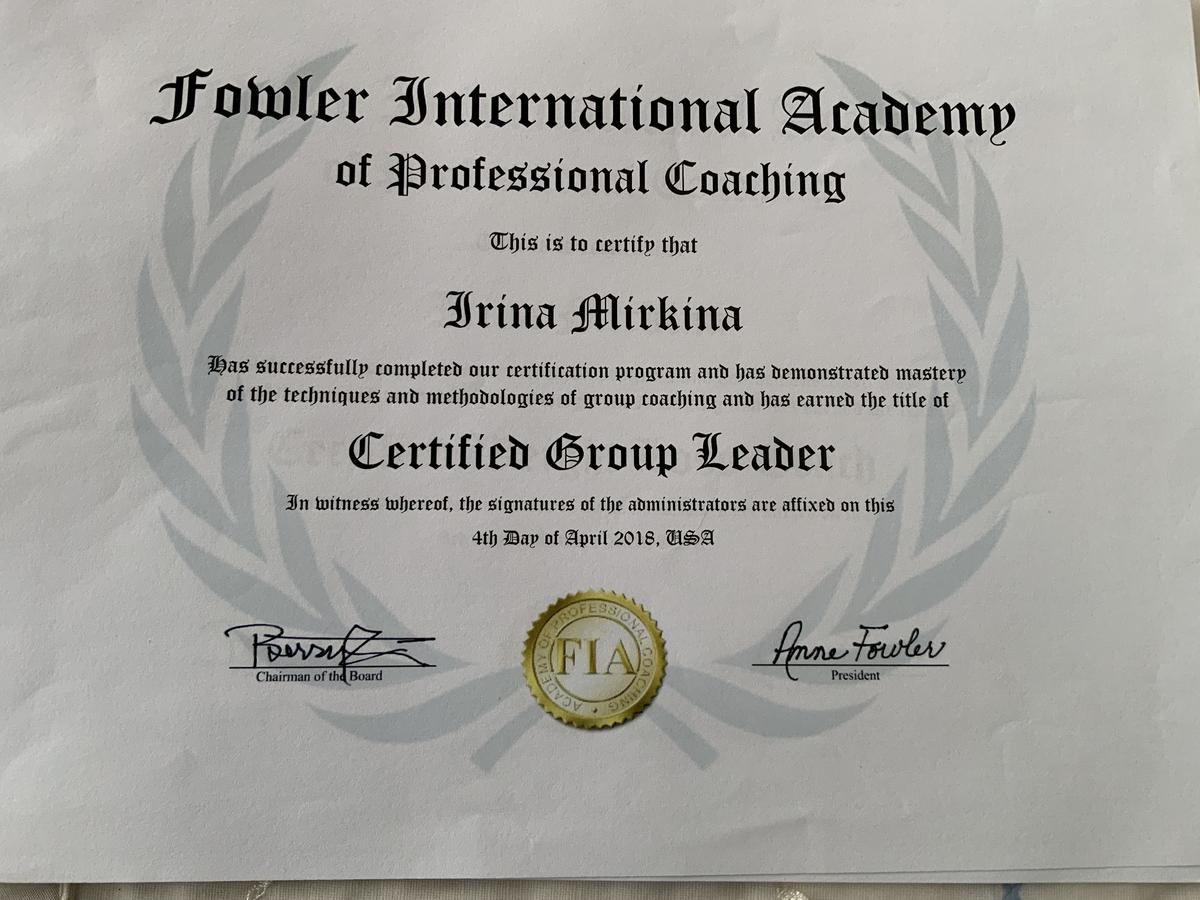 Fowler International Academy
of Professional Coaching
This is to certify that
Irina Mirkina
Has successfully completed our certification program and has demonstrated mastery
of the techniques and methodologies of group coaching and has earned the title of
Certified Group Leader
In witness whereof, the signatures of the administrators are affixed on this
4th Day of April 2018, USA
Chairman of the Board
ACADEMY OF PROFESSIONAL COACHING
FIA
Anne Fowler
President